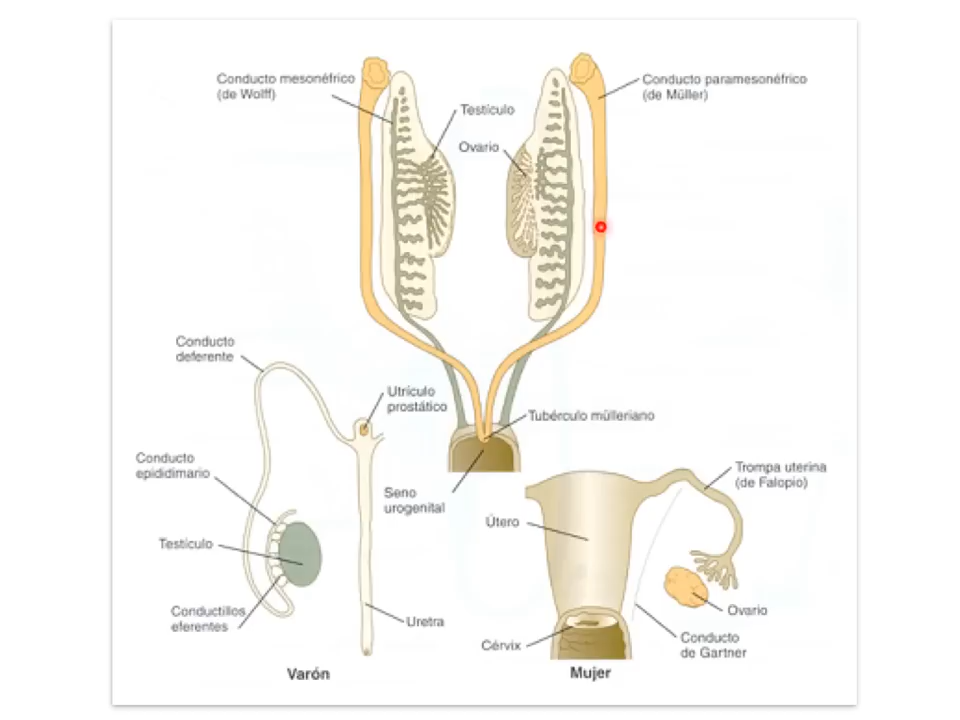 Conducto mesonéfrico
(de Wolff)
Conducto paramesonéfrico
(de Müller)
Testículo
Ovario
Conducto
deferente
Utrículo
prostático
Tubérculo mülleriano
Conducto
epididimario
Seno
urogenital
Trompa uterina
(de Falopio)
Útero
Testículo
Conductillos
eferentes
Uretra
Ovario
Cérvix
Conducto
de Gartner
Varón
Mujer